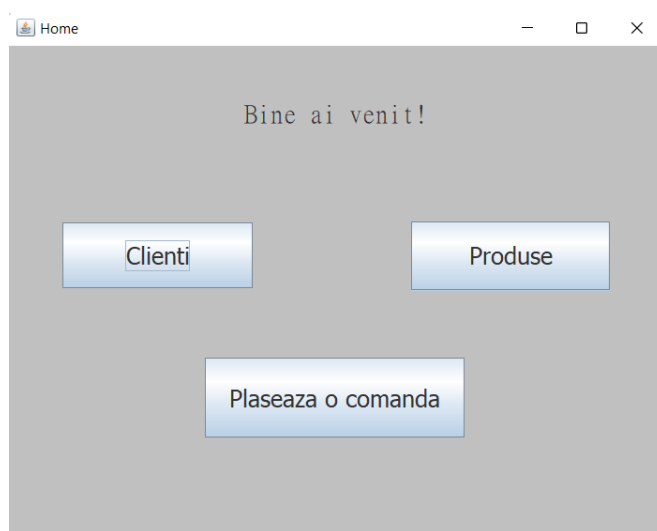 Home
Bine ai venit!
Clienti
Produse
Plaseaza o comanda